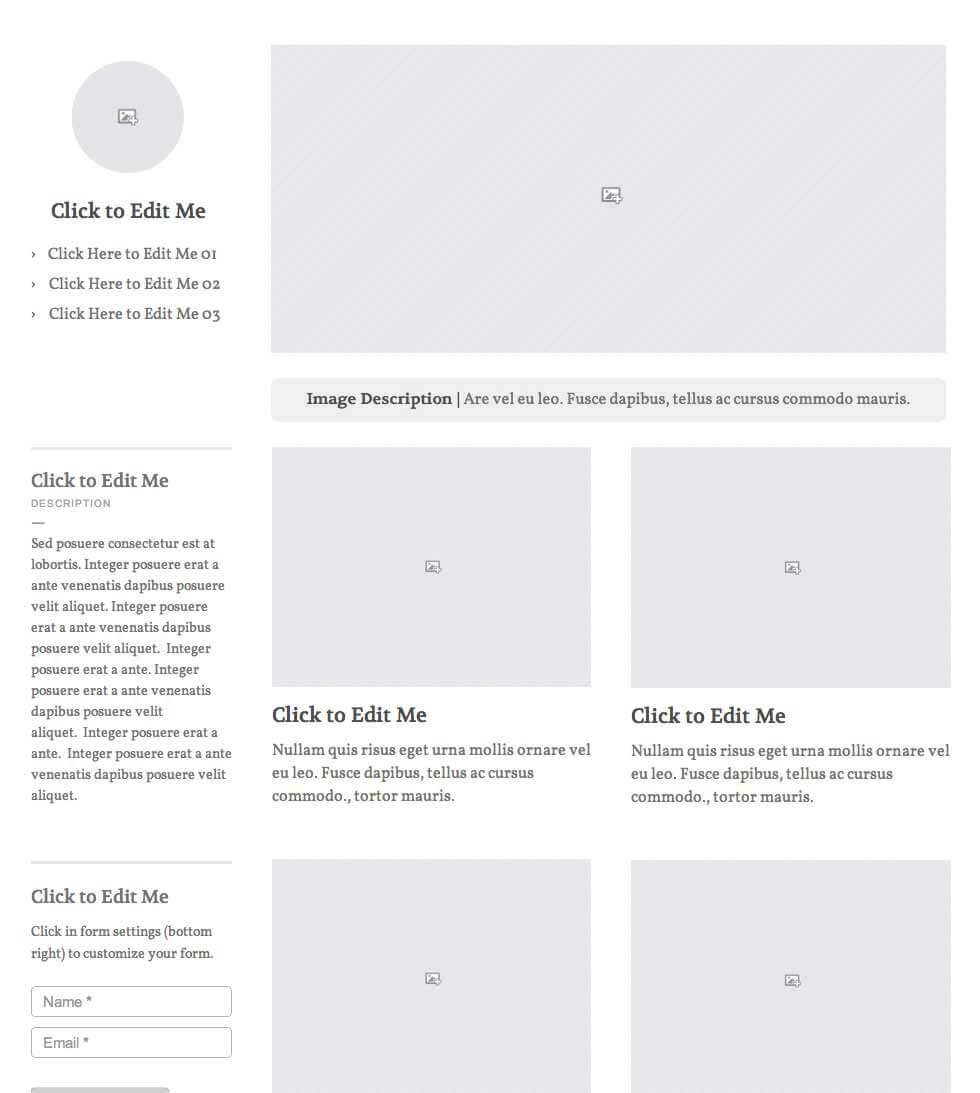 Click to Edit Me
› Click Here to Edit Me 01
› Click Here to Edit Me 02
› Click Here to Edit Me 03
Image Description | Are vel eu leo. Fusce dapibus, tellus ac cursus commodo mauris.
Click to Edit Me
DESCRIPTION
—
Sed posuere consectetur est at
lobortis. Integer posuere erat a
ante venenatis dapibus posuere
velit aliquet. Integer posuere
erat a ante venenatis dapibus
posuere velit aliquet.  Integer
posuere erat a ante. Integer
posuere erat a ante venenatis
dapibus posuere velit
aliquet.  Integer posuere erat a
ante.  Integer posuere erat a ante
venenatis dapibus posuere velit
aliquet.
Click to Edit Me
Nullam quis risus eget urna mollis ornare vel
eu leo. Fusce dapibus, tellus ac cursus
commodo., tortor mauris.
Click to Edit Me
Nullam quis risus eget urna mollis ornare vel
eu leo. Fusce dapibus, tellus ac cursus
commodo., tortor mauris.
Click to Edit Me
Click in form settings (bottom
right) to customize your form.
Name *
Email *